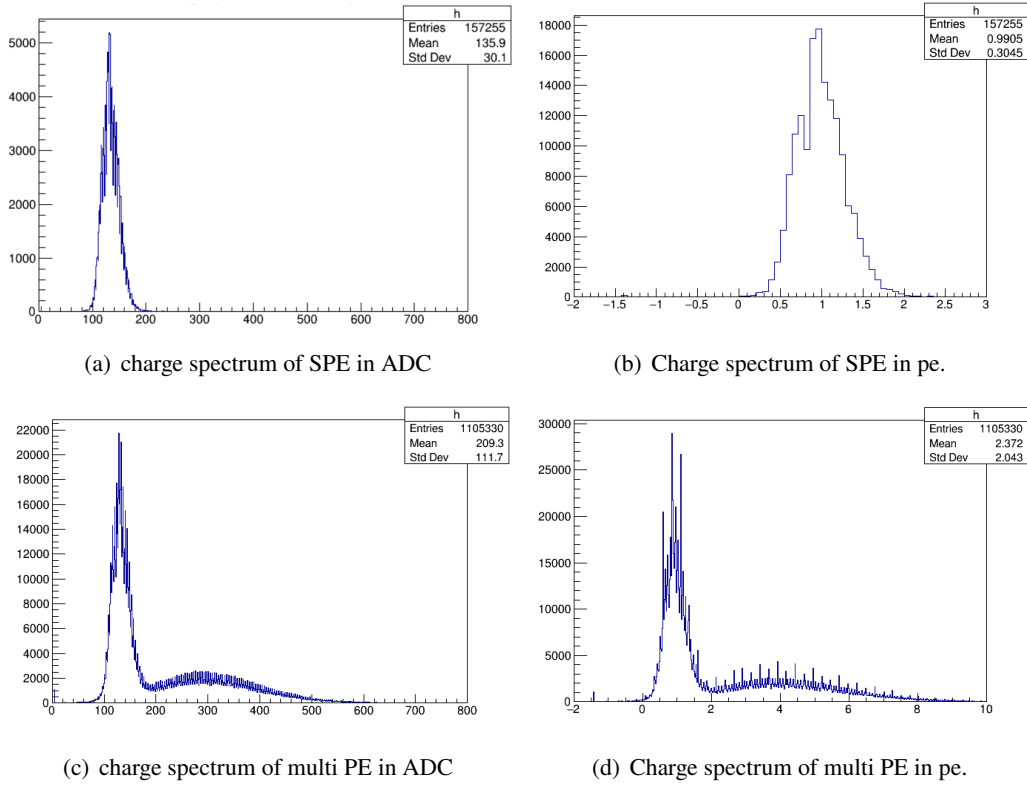 h
Entries 157255
Mean 135.9
Std Dev 30.1
5000
4000
3000
2000
1000
0
0 100 200 300 400 500 600 700 800
(a) charge spectrum of SPE in ADC
h
Entries 157255
Mean 0.9905
Std Dev 0.3045
18000
16000
14000
12000
10000
8000
6000
4000
2000
0
−2 −1.5 −1 −0.5 0 0.5 1 1.5 2 2.5 3
(b) Charge spectrum of SPE in pe.
h
Entries 1105330
Mean 209.3
Std Dev 111.7
22000
20000
18000
16000
14000
12000
10000
8000
6000
4000
2000
0
0 100 200 300 400 500 600 700 800
(c) charge spectrum of multi PE in ADC
h
Entries 1105330
Mean 2.372
Std Dev 2.043
30000
25000
20000
15000
10000
5000
0
−2 0 2 4 6 8 10
(d) Charge spectrum of multi PE in pe.